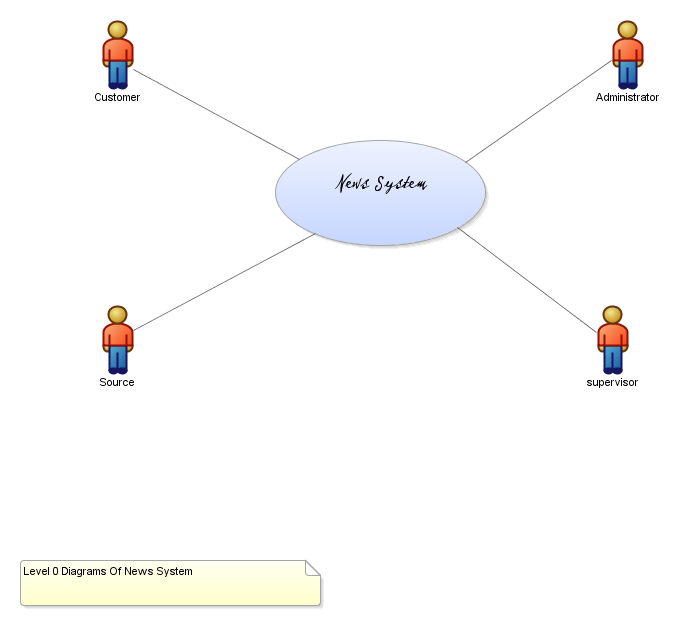 Customer
Administrator
News System
Source
supervisor
Level 0 Diagrams Of News System